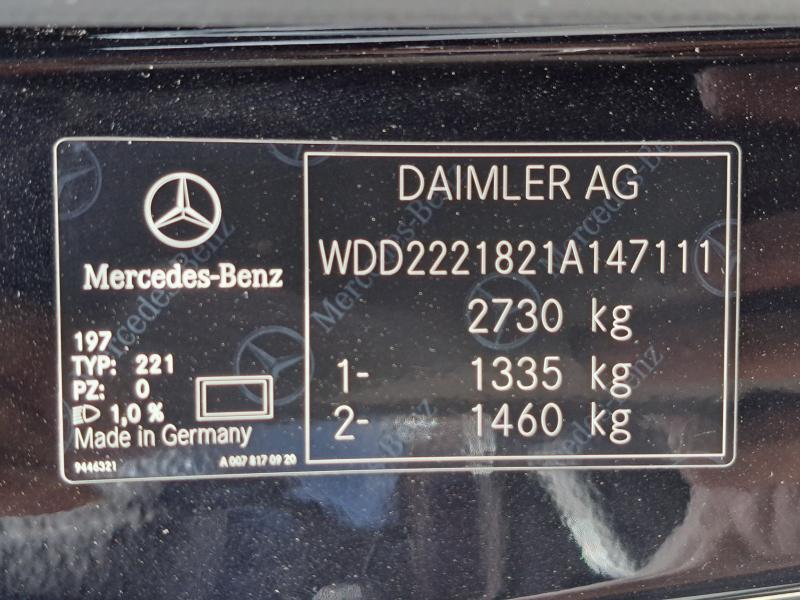 Mercedes-Benz
197
TYP: 221
PZ: 0
1,0 %
Made in Germany
9446321
A 007 817 09 20
DAIMLER AG
WDD2221821A147111
2730 kg
1- 1335 kg
2- 1460 kg